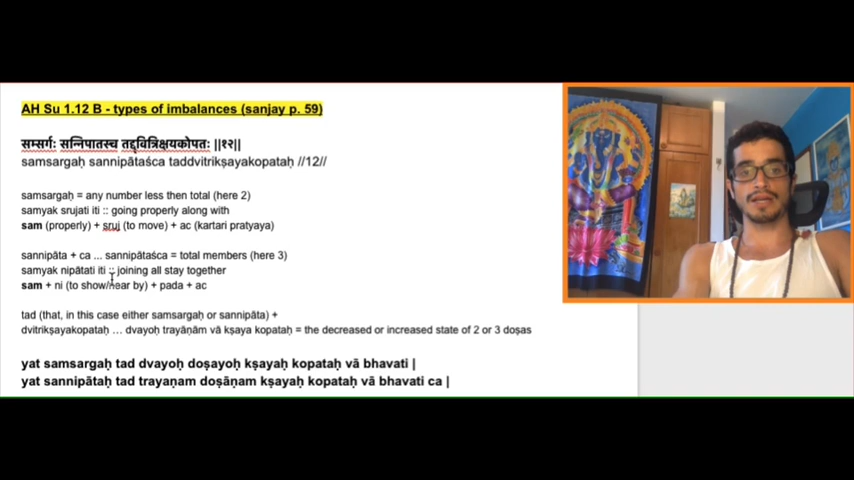 AH Su 1.12 B - types of imbalances (sanjay p. 59)
सम्सर्गः सन्निपातस्च तद्द्वित्रिक्षयकोपतः ||१२||
samsargaḥ sannipātaśca taddvitrikṣayakopataḥ //12//
samsargaḥ = any number less then total (here 2)
samyak srujati iti :: going properly along with
sam (properly) + sruj (to move) + ac (kartari pratyaya)
sannipāta + ca ... sannipātaśca = total members (here 3)
samyak nipātati iti :: joining all stay together
sam + ni (to show/near by) + pada + ac
tad (that, in this case either samsargaḥ or sannipāta) +
dvitrikṣayakopataḥ … dvayoḥ trayāṇām vā kṣaya kopataḥ = the decreased or increased state of 2 or 3 doṣas
yat samsargaḥ tad dvayoḥ doṣayoḥ kṣayaḥ kopataḥ vā bhavati |
yat sannipātaḥ tad trayaṇam doṣāṇam kṣayaḥ kopataḥ vā bhavati ca |